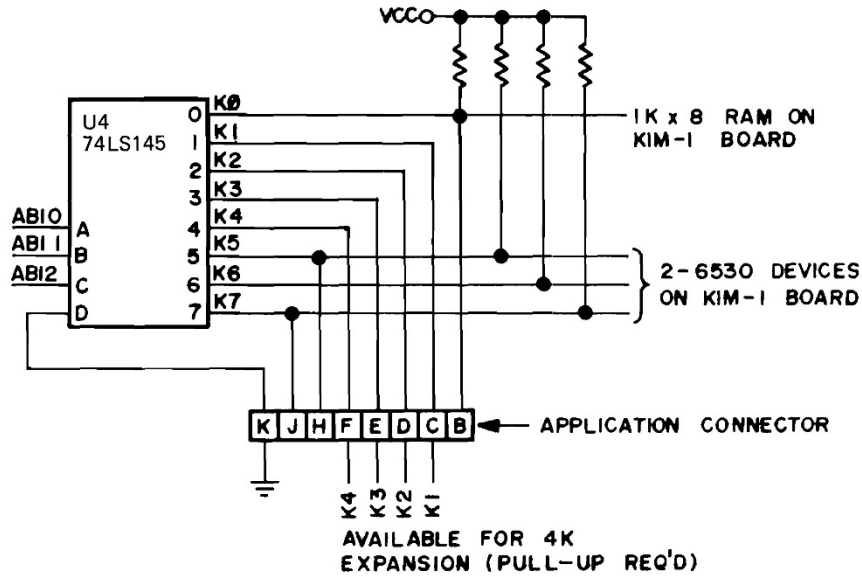 VCC
U4
74LS145
0 KØ
1 K1
2 K2
3 K3
4 K4
5 K5
6 K6
7 K7
AB10 A
AB11 B
AB12 C
D
1K x 8 RAM ON
KIM-1 BOARD
2-6530 DEVICES
ON KIM-1 BOARD
K J H F E D C B
APPLICATION CONNECTOR
K4 K3 K2 K1
AVAILABLE FOR 4K
EXPANSION (PULL-UP REQ'D)